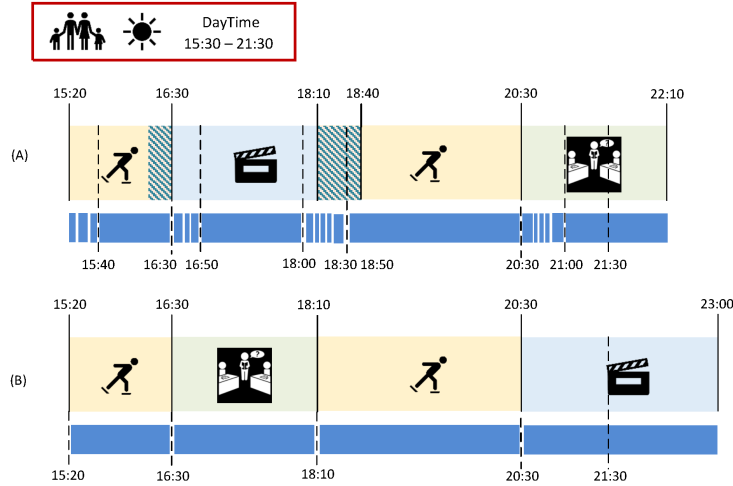 DayTime
15:30 – 21:30
15:20 16:30 18:10 18:40 20:30 22:10
(A)
15:40 16:30 16:50 18:00 18:30 18:50 20:30 21:00 21:30
15:20 16:30 18:10 20:30 23:00
?
(B)
15:20 16:30 18:10 20:30 21:30